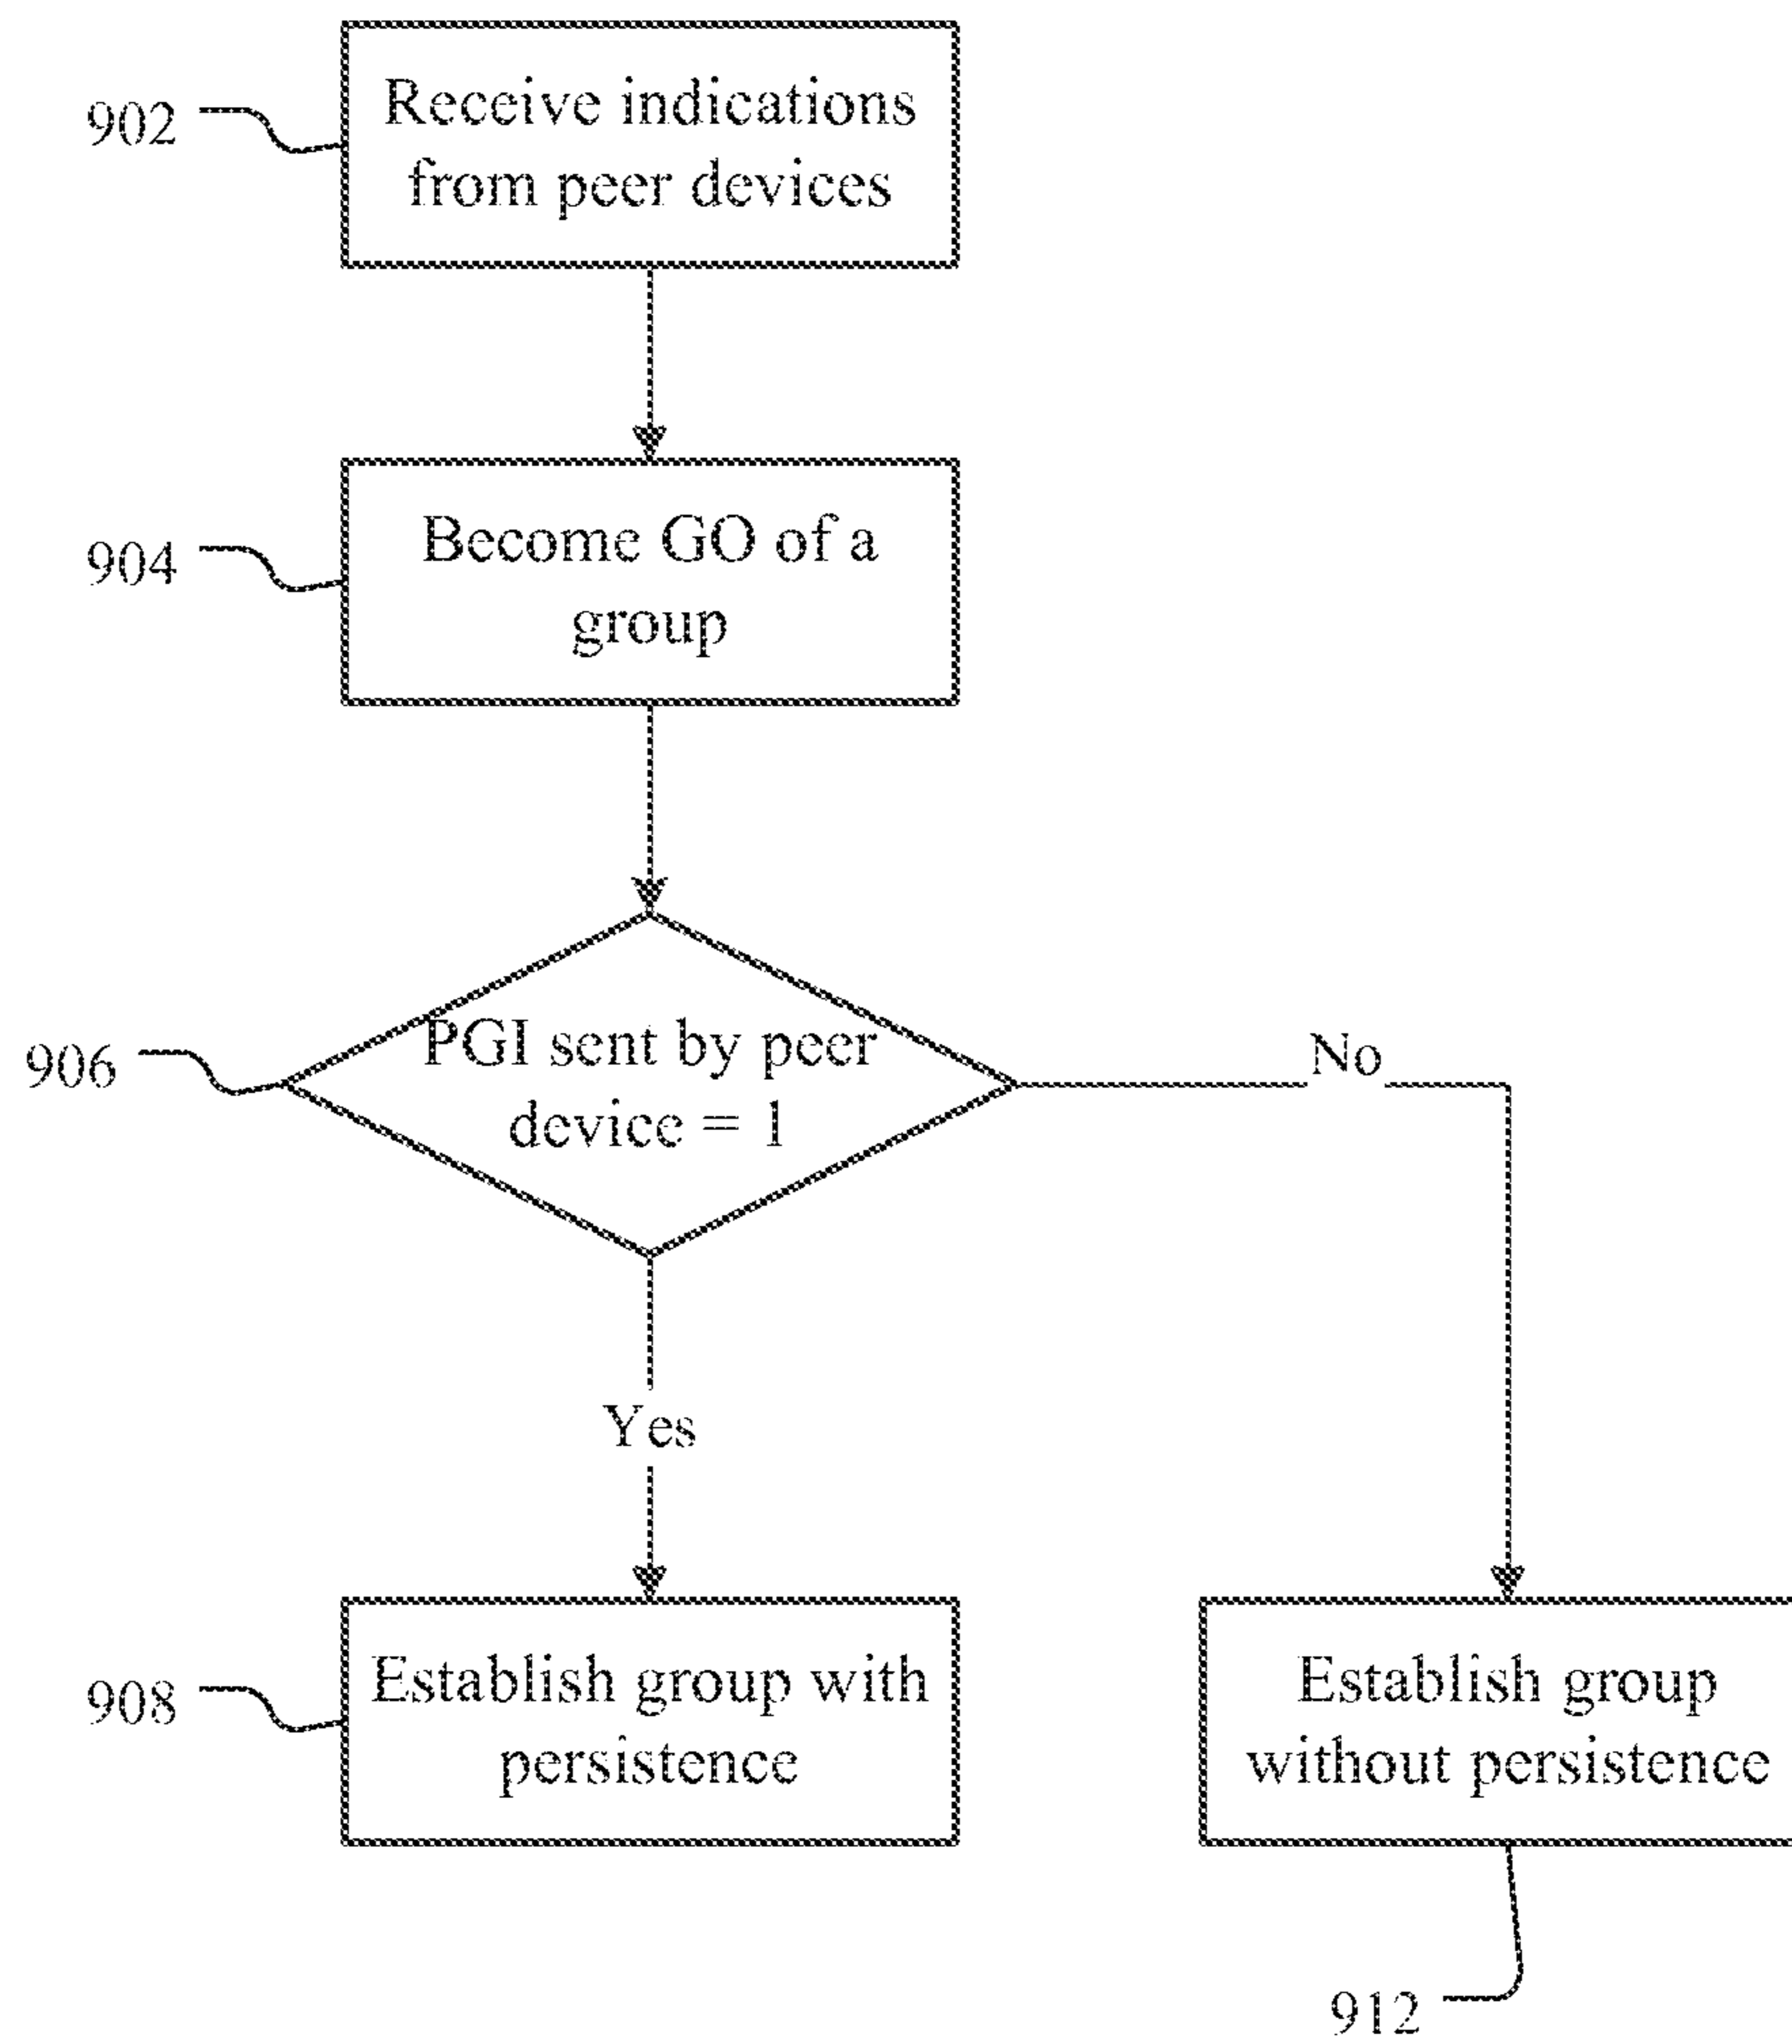 902
Receive indications
from peer devices
904
Become GO of a
group
906
PGI sent by peer
device = 1
No
Yes
908
Establish group with
persistence
Establish group
without persistence
912